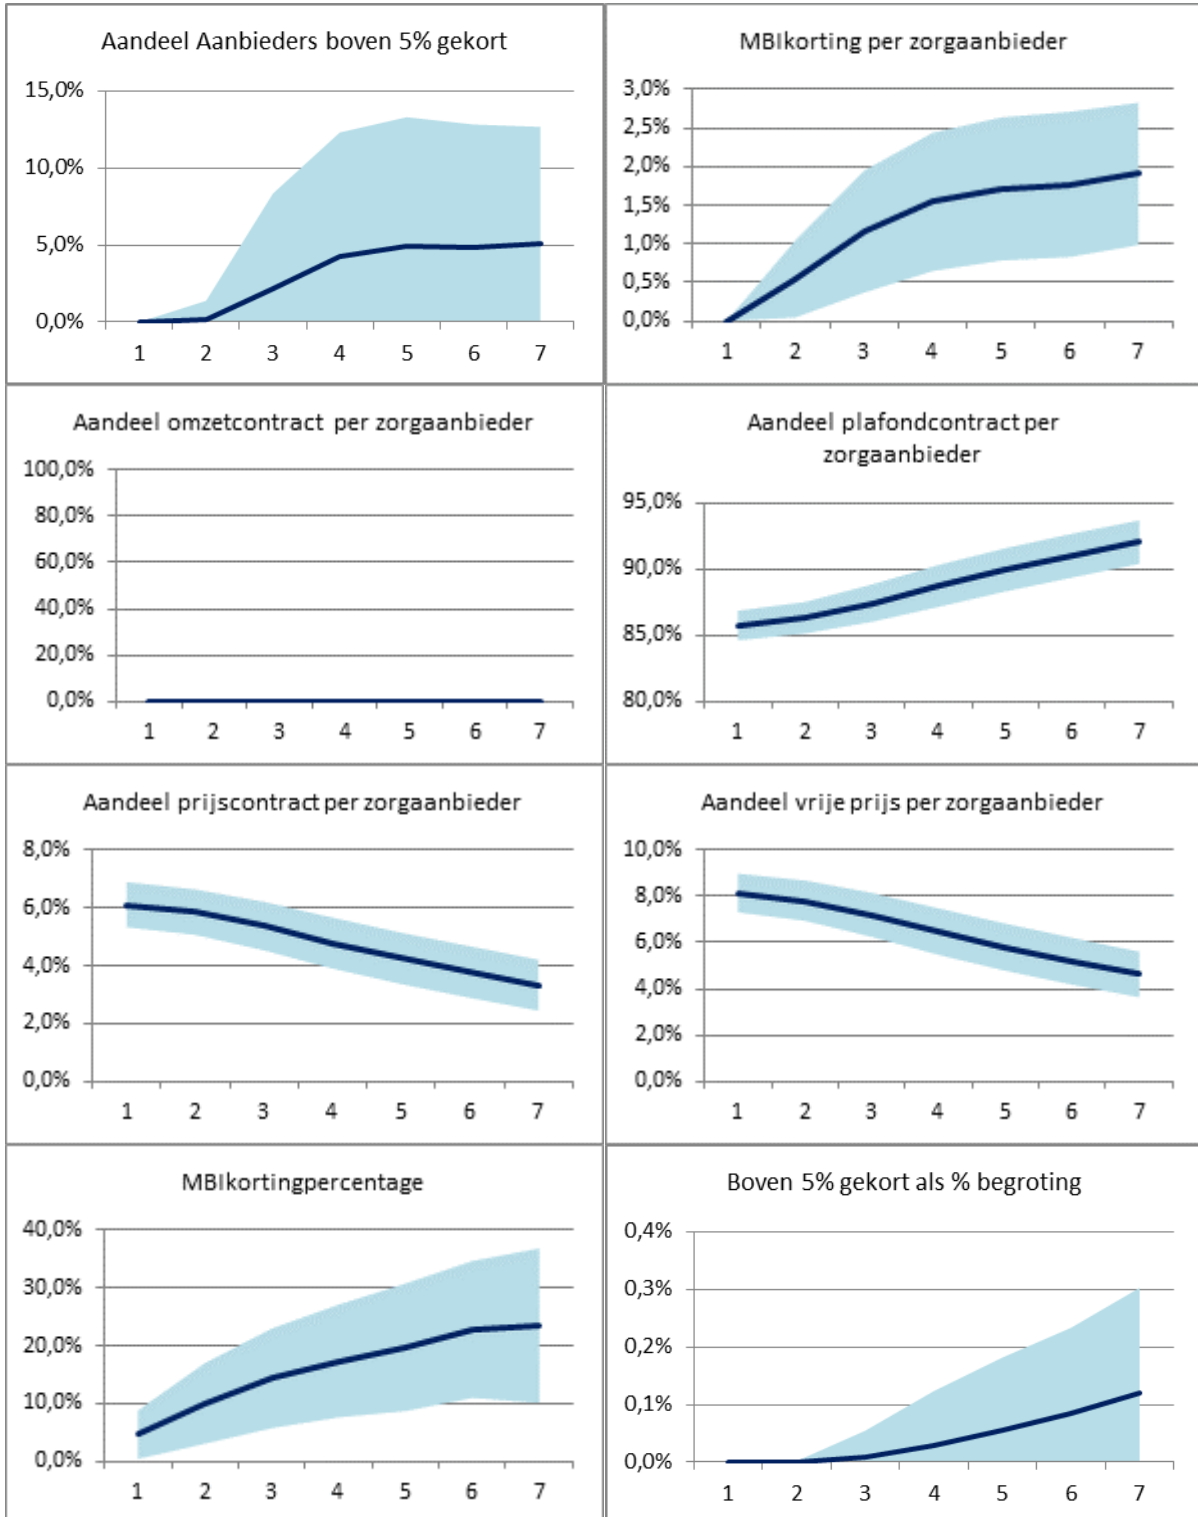 Aandeel Aanbieders boven 5% gekort
15,0%
10,0%
5,0%
0,0%
1 2 3 4 5 6 7
MBIkorting per zorgaanbieder
3,0%
2,5%
2,0%
1,5%
1,0%
0,5%
0,0%
1 2 3 4 5 6 7
Aandeel omzetcontract per zorgaanbieder
100,0%
80,0%
60,0%
40,0%
20,0%
0,0%
1 2 3 4 5 6 7
Aandeel plafondcontract per
zorgaanbieder
95,0%
90,0%
85,0%
80,0%
1 2 3 4 5 6 7
Aandeel prijscontract per zorgaanbieder
8,0%
6,0%
4,0%
2,0%
0,0%
1 2 3 4 5 6 7
Aandeel vrije prijs per zorgaanbieder
10,0%
8,0%
6,0%
4,0%
2,0%
0,0%
1 2 3 4 5 6 7
MBIkortingpercentage
40,0%
30,0%
20,0%
10,0%
0,0%
1 2 3 4 5 6 7
Boven 5% gekort als % begroting
0,4%
0,3%
0,2%
0,1%
0,0%
1 2 3 4 5 6 7